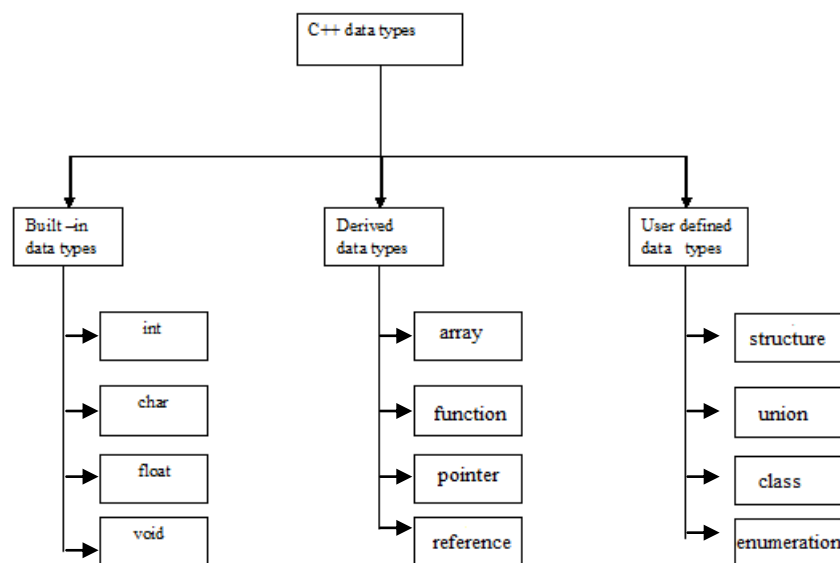 C++ data types
Built –in
data types
int
char
float
void
Derived
data types
array
function
pointer
reference
User defined
data types
structure
union
class
enumeration